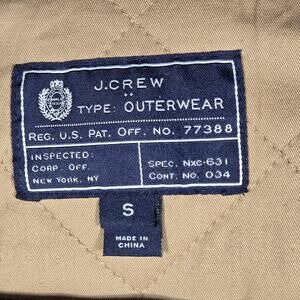 J.CREW
TYPE: OUTERWEAR
REG. U.S. PAT. OFF. NO. 77388
INSPECTED:
CORP. OFF.
NEW YORK, NY
SPEC. NXC-631
CONT. NO. 034
S
MADE IN
CHINA